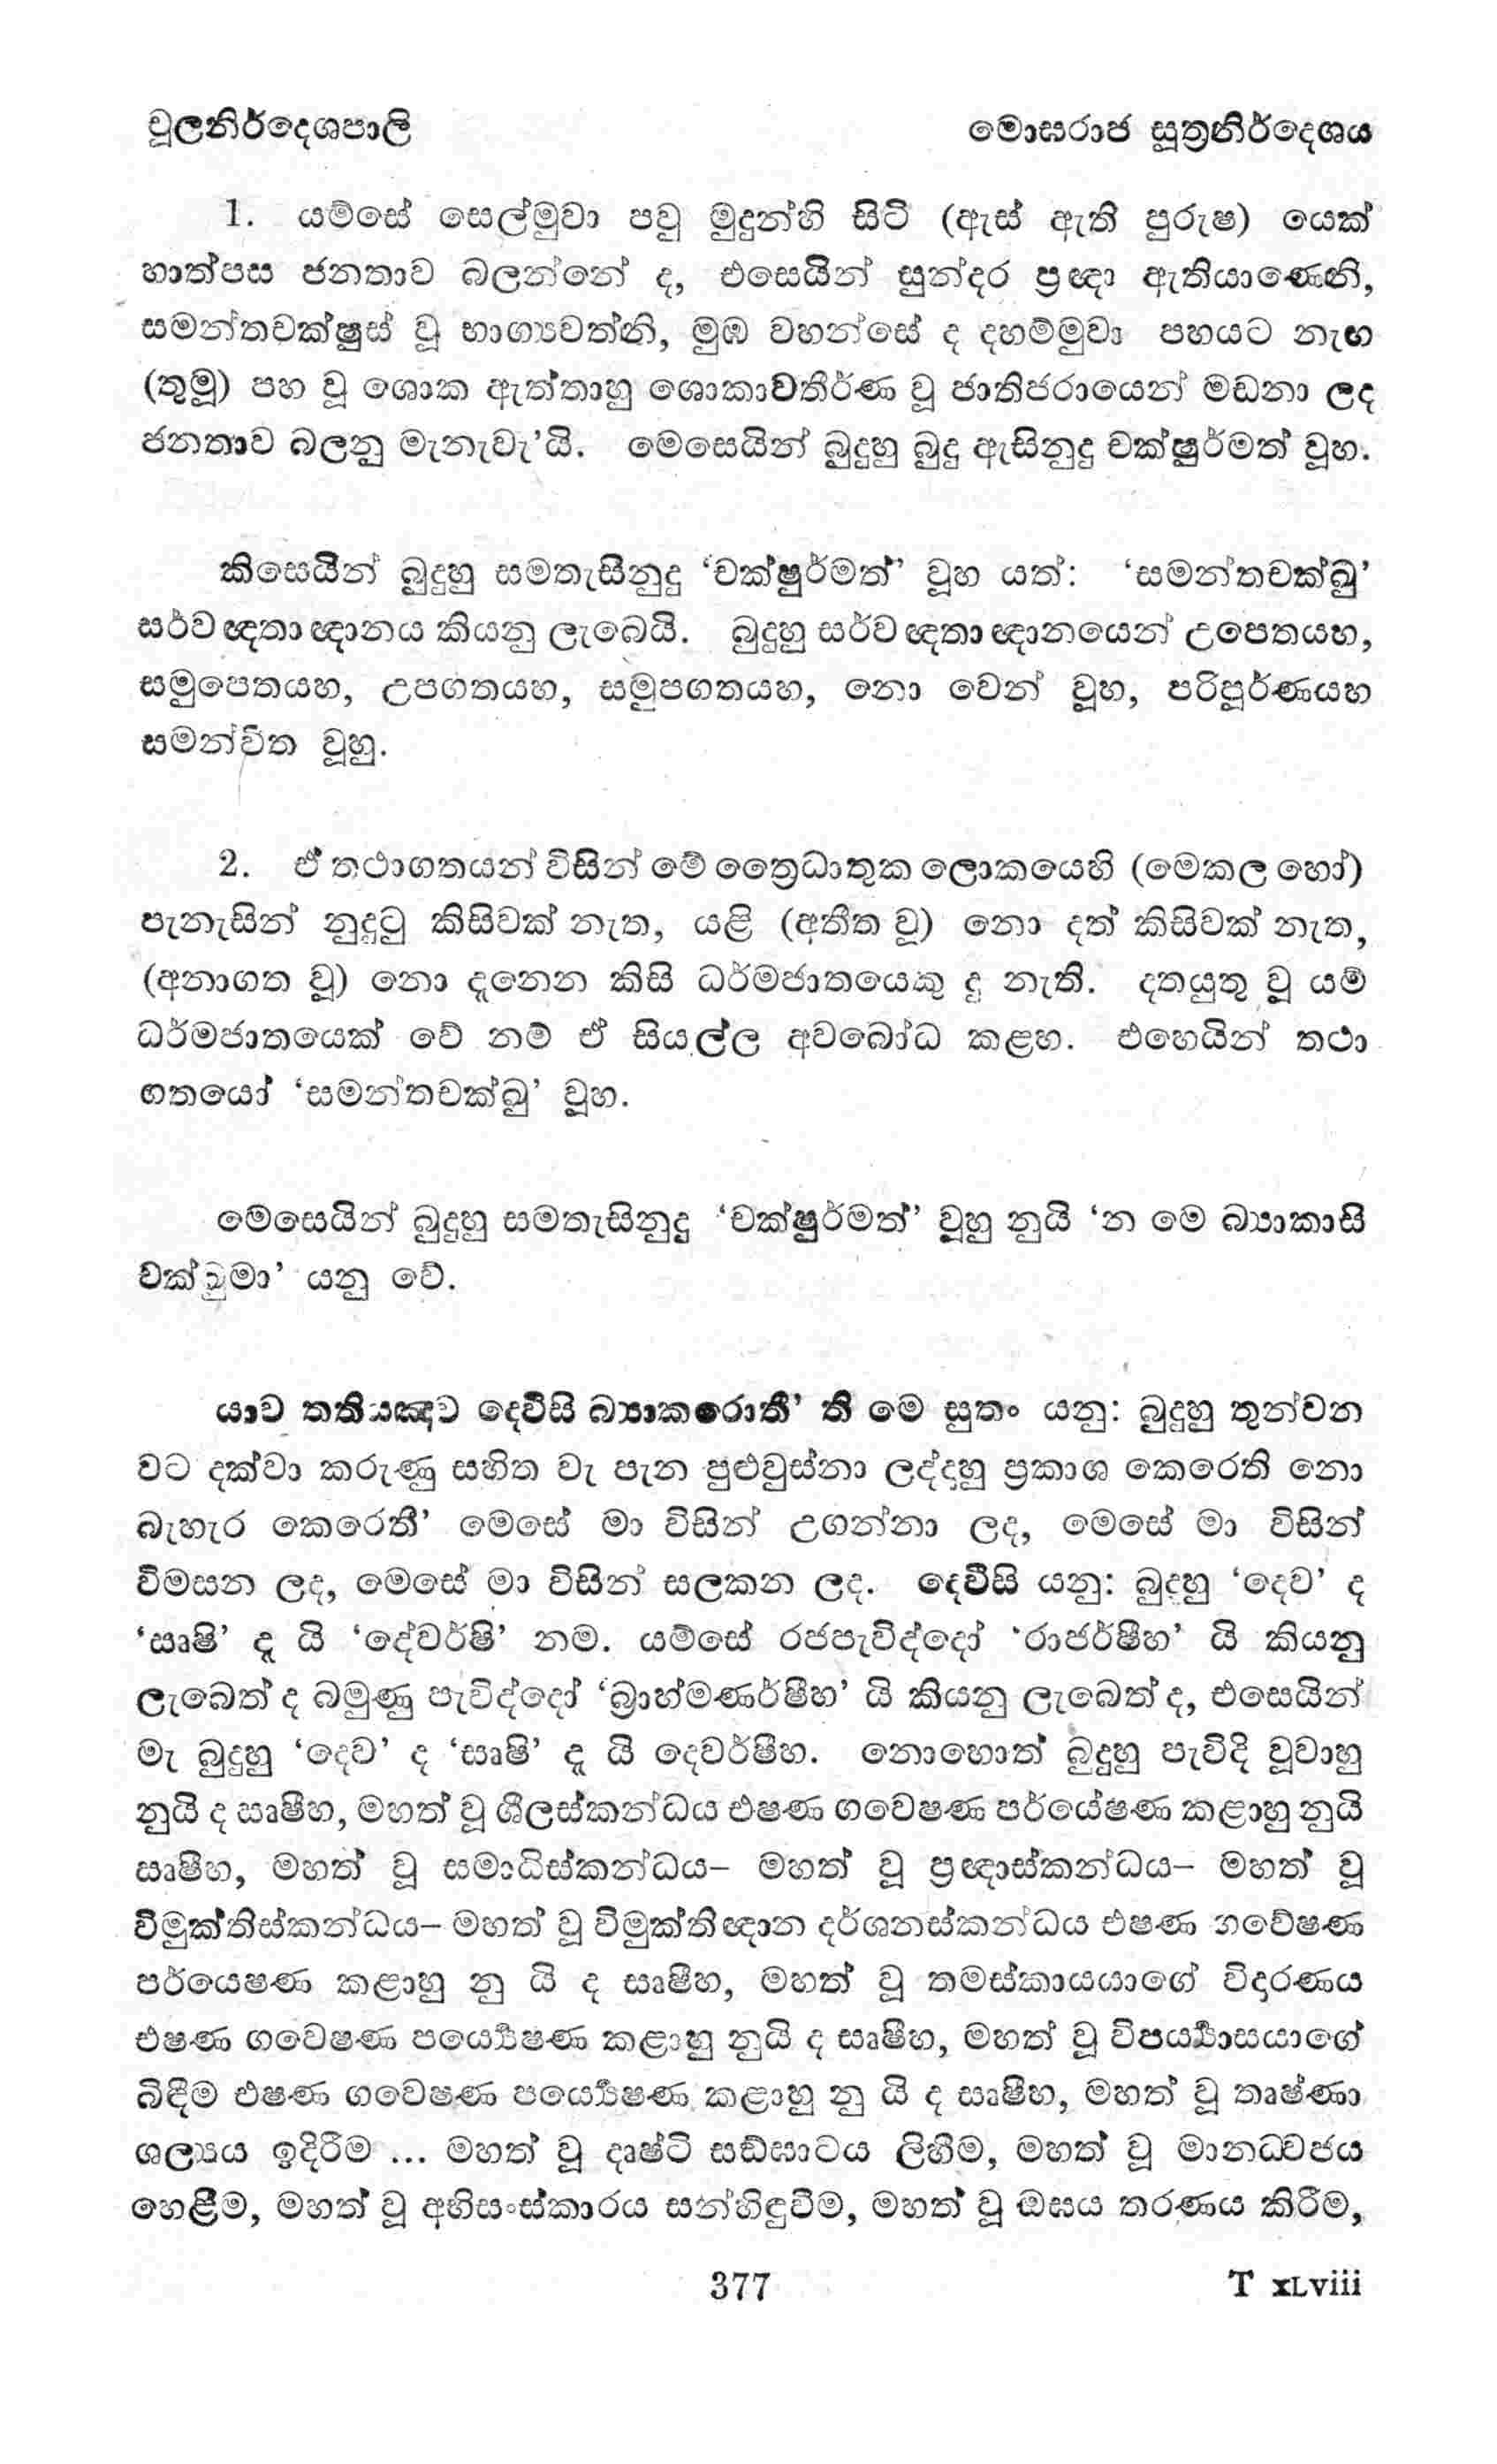 චූලනිර්දෙශපාලි
මොඝරාජ සූත්‍රනිර්දෙශය
1. යම්සේ සෙල්මුවා පවු මුදුන්හි සිටි (ඇස් ඇති පුරුෂ) යෙක්
හාත්පස ජනතාව බලන්නේ ද, එසෙයින් සුන්දර ප්‍රඥා ඇතියාණෙනි,
සමන්තචක්ෂුස් වූ භාග්‍යවත්නි, මුඹ වහන්සේ ද දහම්මුවා පහයට නැඟ
(තුමූ) පහ වූ ශොක ඇත්තාහු ශොකාවතීර්ණ වූ ජාතිජරායෙන් මඩනා ලද
ජනතාව බලනු මැනැවැ’යි. මෙසෙයින් බුදුහු බුදු ඇසිනුදු චක්ෂුර්මත් වූහ.
කිසෙයින් බුදුහු සමතැසිනුදු ‘චක්ෂුර්මත්’ වූහ යත්: ‘සමන්තචක්ඛු’
සර්වඥතාඥානය කියනු ලැබෙයි. බුදුහු සර්වඥතාඥානයෙන් උපෙතයහ,
සමුපෙතයහ, උපගතයහ, සමුපගතයහ, නො වෙන් වූහ, පරිපූර්ණයහ
සමන්විත වූහු.
2. ඒ තථාගතයන් විසින් මේ ත්‍රෛධාතුක ලොකයෙහි (මෙකල හෝ)
පැනැසින් නුදුටු කිසිවක් නැත, යළි (අතීත වූ) නො දත් කිසිවක් නැත,
(අනාගත වූ) නො දැනෙන කිසි ධර්මජාතයෙකු දු නැති. දතයුතු වූ යම්
ධර්මජාතයෙක් වේ නම් ඒ සියල්ල අවබෝධ කළහ. එහෙයින් තථා
ගතයෝ ‘සමන්තචක්ඛු’ වූහ.
මෙසෙයින් බුදුහු සමතැසිනුදු ‘චක්ෂුර්මත්’ වූහු නුයි ‘න මෙ බ්‍යාකාසි
චක්ඛුමා’ යනු වේ.
යාව තතියඤ්ච දෙවීසි බ්‍යාකරොතී’ ති මෙ සුතං යනු: බුදුහු තුන්වන
වට දක්වා කරුණු සහිත වැ පැන පුළුවුස්නා ලද්දහු ප්‍රකාශ කෙරෙති නො
බැහැර කෙරෙතී’ මෙසේ මා විසින් උගන්නා ලද, මෙසේ මා විසින්
විමසන ලද, මෙසේ මා විසින් සලකන ලද. දෙවීසි යනු: බුදුහු ‘දෙව’ ද
‘ඍෂි’ දැ යි ‘දේවර්ෂි’ නම. යම්සේ රජපැවිද්දෝ ‘රාජර්ෂීහ’ යි කියනු
ලැබෙත් ද බමුණු පැවිද්දෝ ‘බ්‍රාහ්මණර්ෂීහ’ යි කියනු ලැබෙත් ද, එසෙයින්
මැ බුදුහු ‘දෙව’ ද ‘ඍෂි’ දැ යි දෙවර්ෂීහ. නොහොත් බුදුහු පැවිදි වූවාහු
නුයි ද ඍෂීහ, මහත් වූ ශීලස්කන්ධය එෂණ ගවෙෂණ පර්යේෂණ කළාහු නුයි
ඍෂීහ, මහත් වූ සමාධිස්කන්ධය– මහත් වූ ප්‍රඥාස්කන්ධය– මහත් වූ
විමුක්තිස්කන්ධය– මහත් වූ විමුක්තිඥාන දර්ශනස්කන්ධය එෂණ ගවේෂණ
පර්යෙෂණ කළාහු නු යි ද ඍෂීහ, මහත් වූ තමස්කායයාගේ විදාරණය
එෂණ ගවෙෂණ පර්‍ය්‍යෙෂණ කළාහු නුයි ද ඍෂීහ, මහත් වූ විපර්‍ය්‍යාසයාගේ
බිඳීම එෂණ ගවෙෂණ පර්‍ය්‍යෙෂණ කළාහු නු යි ද ඍෂීහ, මහත් වූ තෘෂ්ණා
ශල්‍යය ඉදිරීම ... මහත් වූ දෘෂ්ටි සඞ්ඝාටය ලිහීම, මහත් වූ මානධ්වජය
හෙළීම, මහත් වූ අභිසංස්කාරය සන්හිඳුවීම, මහත් වූ ඔඝය තරණය කිරීම,
377
T xLviii